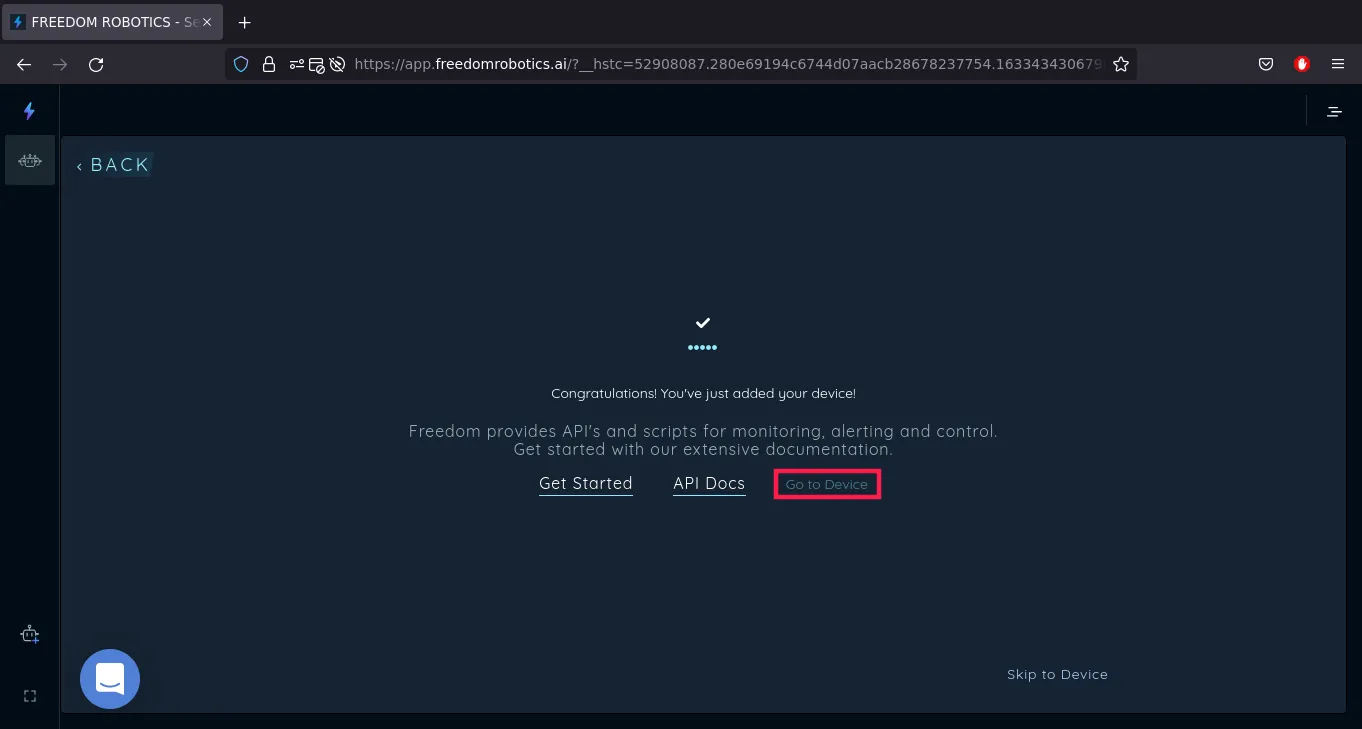 FREEDOM ROBOTICS - Se
https://app.freedomrobotics.ai/?__hstc=52908087.280e69194c6744d07aacb28678237754.163343430679
‹ BACK
Congratulations! You've just added your device!
Freedom provides API's and scripts for monitoring, alerting and control.
Get started with our extensive documentation.
Get Started API Docs Go to Device
Skip to Device